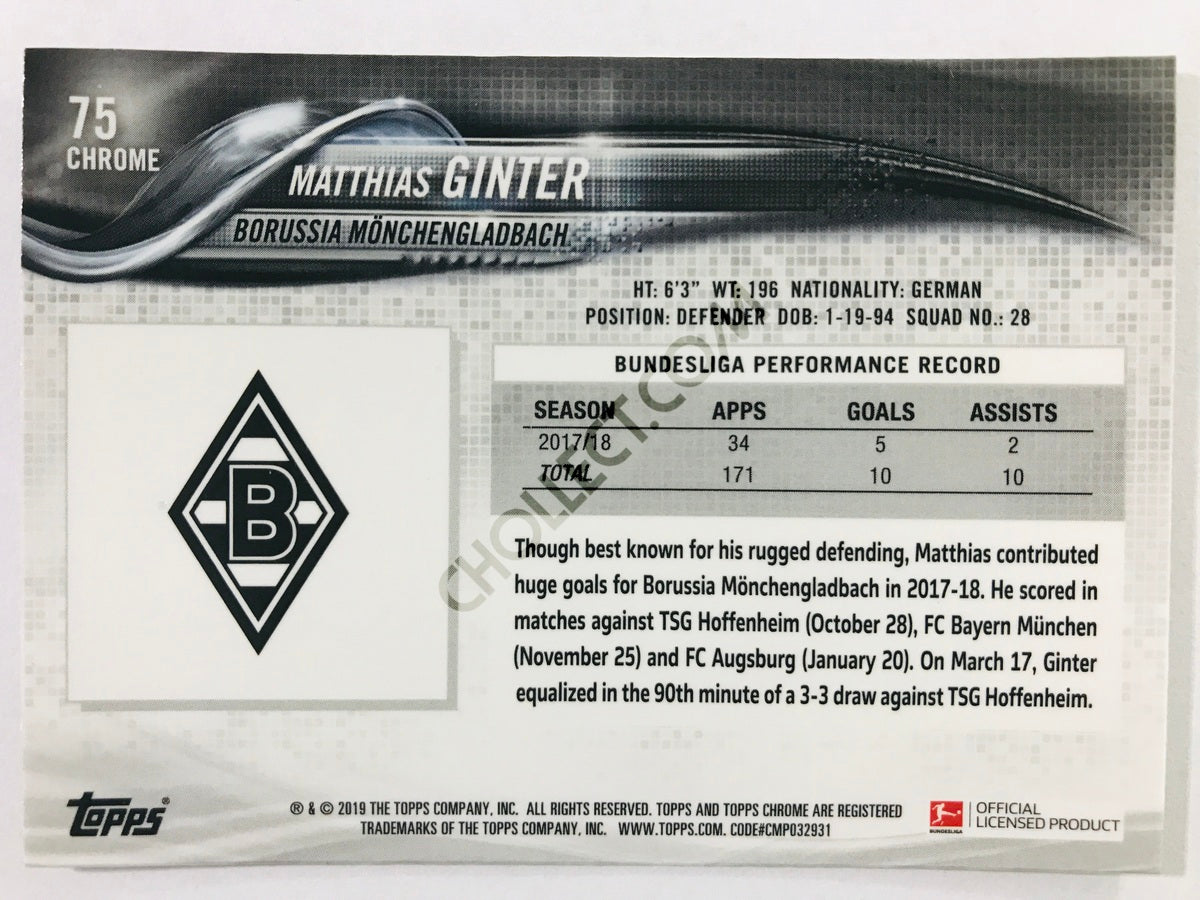 75
CHROME
MATTHIAS GINTER
BORUSSIA MÖNCHENGLADBACH
HT: 6'3" WT: 196 NATIONALITY: GERMAN
POSITION: DEFENDER DOB: 1-19-94 SQUAD NO.: 28
BUNDESLIGA PERFORMANCE RECORD
SEASON APPS GOALS ASSISTS
2017/18 34 5 2
TOTAL 171 10 10
B
CHOLLECT.COM
Though best known for his rugged defending, Matthias contributed
huge goals for Borussia Mönchengladbach in 2017-18. He scored in
matches against TSG Hoffenheim (October 28), FC Bayern München
(November 25) and FC Augsburg (January 20). On March 17, Ginter
equalized in the 90th minute of a 3-3 draw against TSG Hoffenheim.
topps®
® & © 2019 THE TOPPS COMPANY, INC. ALL RIGHTS RESERVED. TOPPS AND TOPPS CHROME ARE REGISTERED
TRADEMARKS OF THE TOPPS COMPANY, INC. WWW.TOPPS.COM. CODE#CMP032931
BUNDESLIGA
OFFICIAL
LICENSED PRODUCT